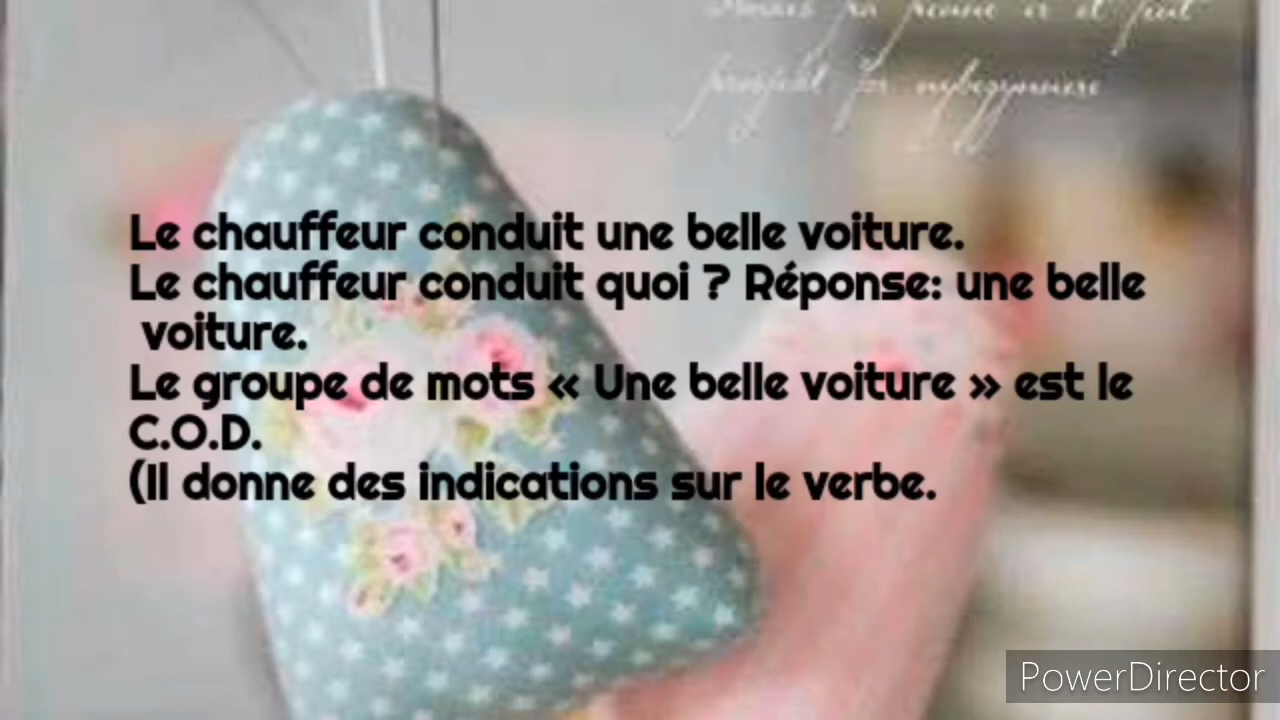 Le chauffeur conduit une belle voiture.
Le chauffeur conduit quoi ? Réponse: une belle
voiture.
Le groupe de mots « Une belle voiture » est le
C.O.D.
(Il donne des indications sur le verbe.
PowerDirector